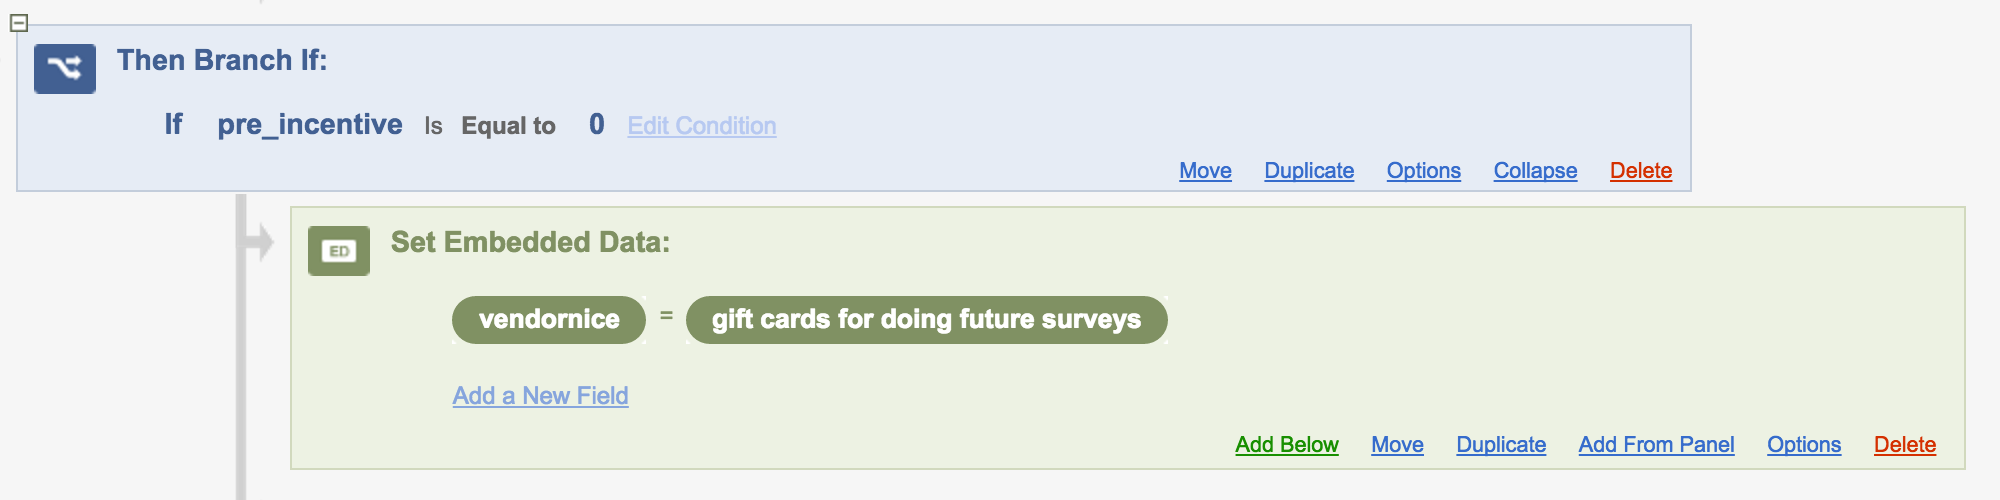 Then Branch If:
If pre_incentive Is Equal to 0 Edit Condition
Move Duplicate Options Collapse Delete
ED Set Embedded Data:
vendornice = gift cards for doing future surveys
Add a New Field
Add Below Move Duplicate Add From Panel Options Delete